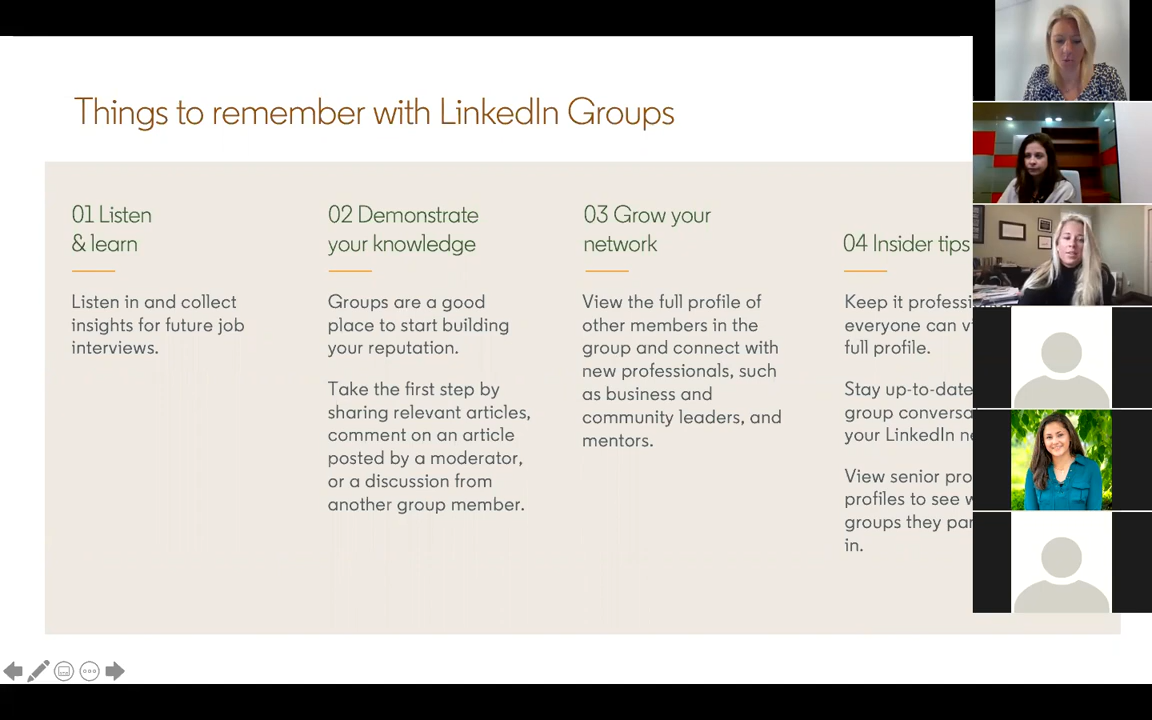 Things to remember with LinkedIn Groups
01 Listen
& learn
Listen in and collect
insights for future job
interviews.
02 Demonstrate
your knowledge
Groups are a good
place to start building
your reputation.
Take the first step by
sharing relevant articles,
comment on an article
posted by a moderator,
or a discussion from
another group member.
03 Grow your
network
View the full profile of
other members in the
group and connect with
new professionals, such
as business and
community leaders, and
mentors.
04 Insider tips
Keep it
everyone can
full profile.
Stay up-to-date
group
your LinkedIn
View senior
profiles to see
groups they
in.